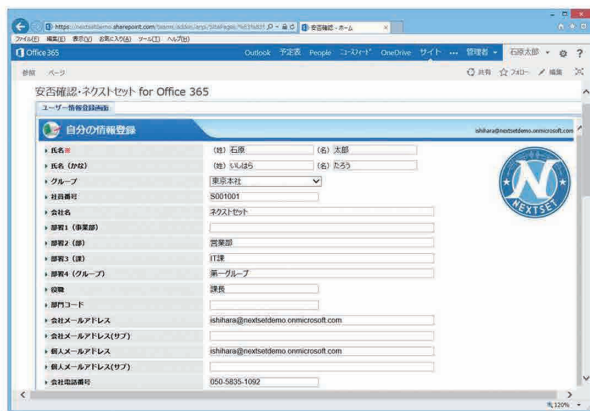 安否確認 - ホーム
ファイル(F) 編集(E) 表示(V) お気に入り(A) ツール(T) ヘルプ(H)
Office 365 Outlook 予定表 People ニュースフィード OneDrive サイト ... 管理者 石原太郎 ?
参照 ページ 共有 フォロー 編集
安否確認・ネクストセット for Office 365
ユーザー情報登録画面
自分の情報登録 ishihara@nextsetdemo.onmicrosoft.com
氏名※ (姓) 石原 (名) 太郎
氏名 (かな) (姓) いしはら (名) たろう
グループ 東京本社
社員番号 S001001
会社名 ネクストセット
部署1 (事業部)
部署2 (部) 営業部
部署3 (課) IT課
部署4 (グループ) 第一グループ
役職 課長
部門コード
会社メールアドレス ishihara@nextsetdemo.onmicrosoft.com
会社メールアドレス(サブ)
個人メールアドレス ishihara@nextsetdemo.onmicrosoft.com
個人メールアドレス(サブ)
会社電話番号 050-5835-1092
N
NEXTSET
120%